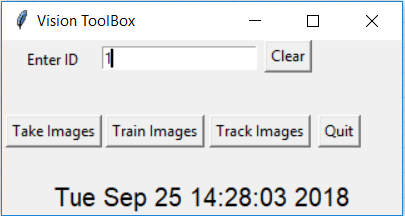 Vision ToolBox
Enter ID 1 Clear
Take Images Train Images Track Images Quit
Tue Sep 25 14:28:03 2018